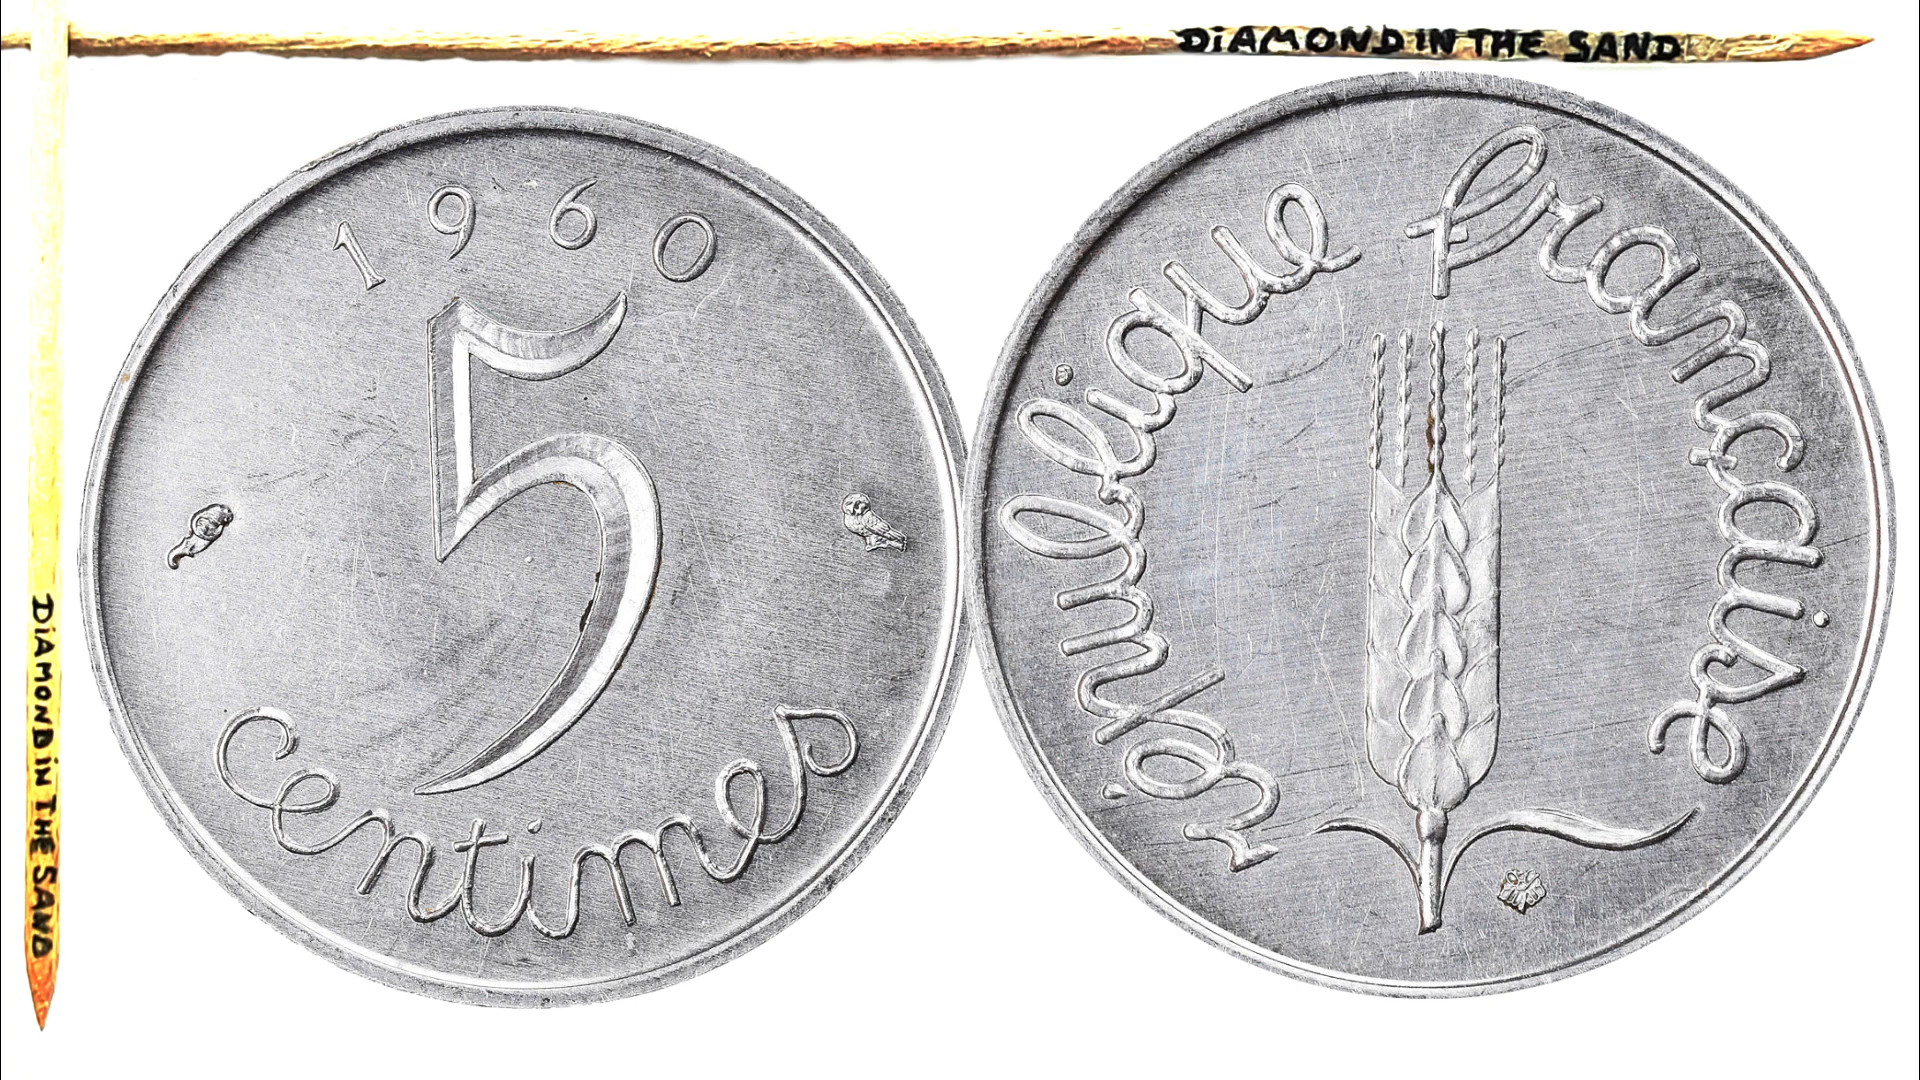 DiAMOND IN THE SAND
DiAMOND IN THE SAND
1960
5
centimes
république française